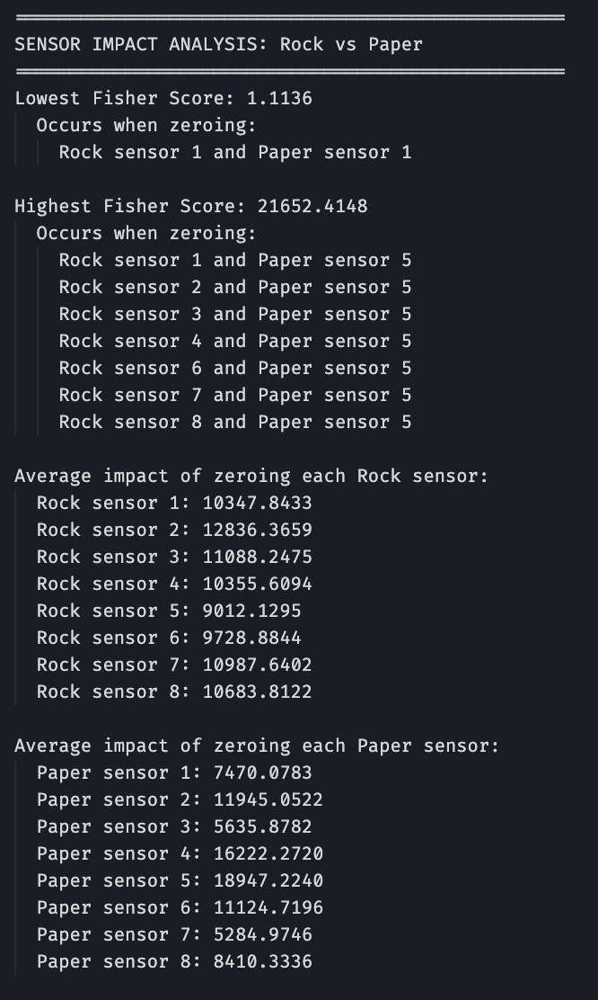 ==================================================
SENSOR IMPACT ANALYSIS: Rock vs Paper
==================================================
Lowest Fisher Score: 1.1136
Occurs when zeroing:
Rock sensor 1 and Paper sensor 1
Highest Fisher Score: 21652.4148
Occurs when zeroing:
Rock sensor 1 and Paper sensor 5
Rock sensor 2 and Paper sensor 5
Rock sensor 3 and Paper sensor 5
Rock sensor 4 and Paper sensor 5
Rock sensor 6 and Paper sensor 5
Rock sensor 7 and Paper sensor 5
Rock sensor 8 and Paper sensor 5
Average impact of zeroing each Rock sensor:
Rock sensor 1: 10347.8433
Rock sensor 2: 12836.3659
Rock sensor 3: 11088.2475
Rock sensor 4: 10355.6094
Rock sensor 5: 9012.1295
Rock sensor 6: 9728.8844
Rock sensor 7: 10987.6402
Rock sensor 8: 10683.8122
Average impact of zeroing each Paper sensor:
Paper sensor 1: 7470.0783
Paper sensor 2: 11945.0522
Paper sensor 3: 5635.8782
Paper sensor 4: 16222.2720
Paper sensor 5: 18947.2240
Paper sensor 6: 11124.7196
Paper sensor 7: 5284.9746
Paper sensor 8: 8410.3336